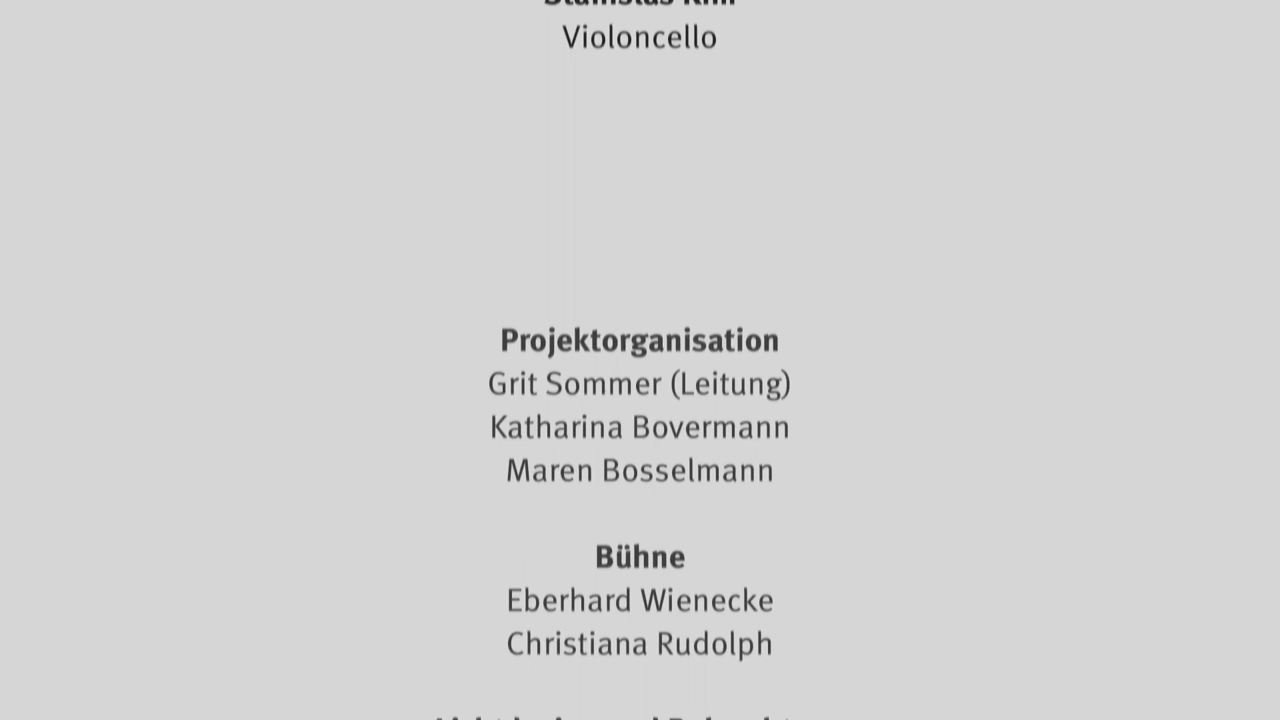 Violoncello
Projektorganisation
Grit Sommer (Leitung)
Katharina Bovermann
Maren Bosselmann
Bühne
Eberhard Wienecke
Christiana Rudolph